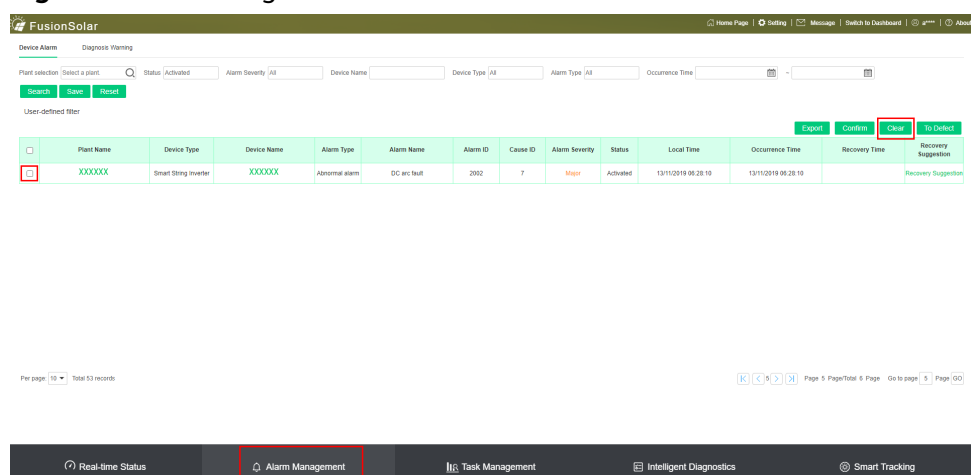 FusionSolar
Home Page | Setting | Message | Switch to Dashboard | a**** | About
Device Alarm Diagnosis Warning
Plant selection Select a plant. Status Activated Alarm Severity All Device Name Device Type All Alarm Type All Occurrence Time -
Search Save Reset
User-defined filter
Export Confirm Clear To Defect
Plant Name Device Type Device Name Alarm Type Alarm Name Alarm ID Cause ID Alarm Severity Status Local Time Occurrence Time Recovery Time Recovery Suggestion
XXXXXX Smart String Inverter XXXXXX Abnormal alarm DC arc fault 2002 7 Major Activated 13/11/2019 06:28:10 13/11/2019 06:28:10 Recovery Suggestion
Per page: 10 Total 53 records 5 Page 5 Page/Total 6 Page Go to page 5 Page GO
Real-time Status Alarm Management Task Management Intelligent Diagnostics Smart Tracking